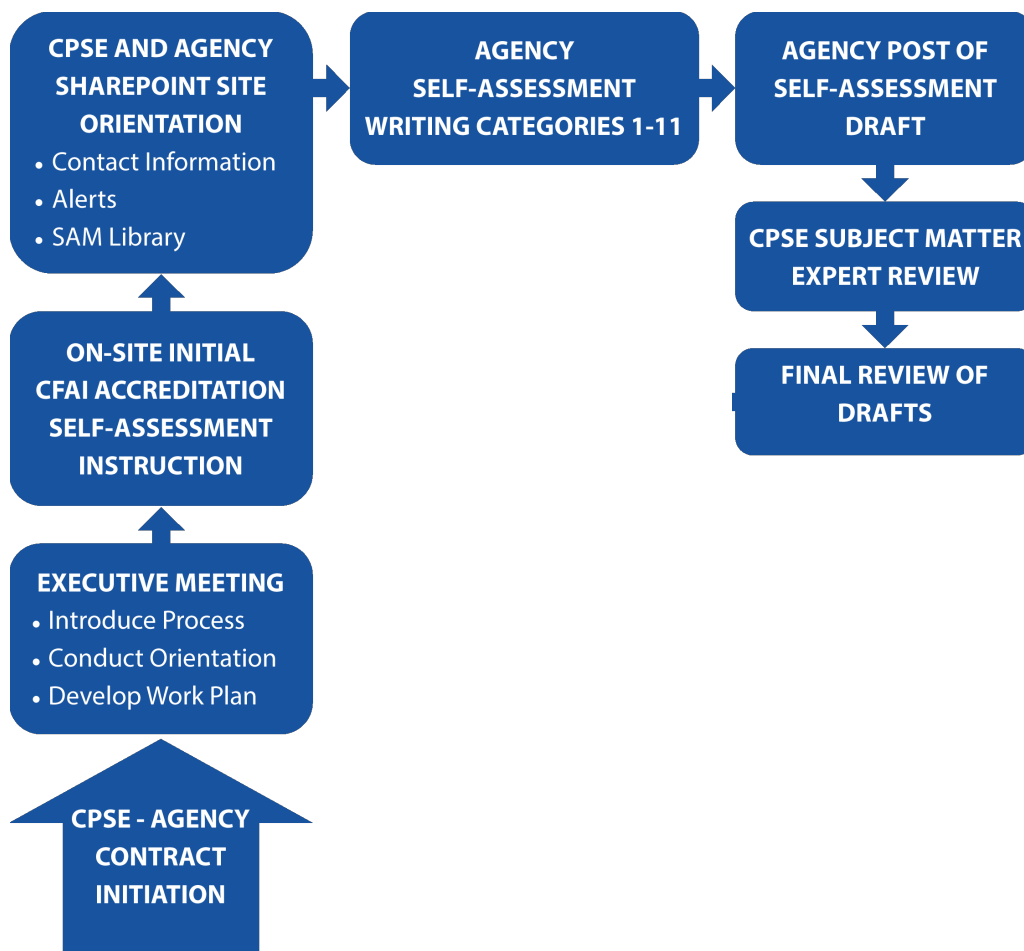 CPSE AND AGENCY
SHAREPOINT SITE
ORIENTATION
• Contact Information
• Alerts
• SAM Library
AGENCY
SELF-ASSESSMENT
WRITING CATEGORIES 1-11
AGENCY POST OF
SELF-ASSESSMENT
DRAFT
CPSE SUBJECT MATTER
EXPERT REVIEW
FINAL REVIEW OF
DRAFTS
ON-SITE INITIAL
CFAI ACCREDITATION
SELF-ASSESSMENT
INSTRUCTION
EXECUTIVE MEETING
• Introduce Process
• Conduct Orientation
• Develop Work Plan
CPSE - AGENCY
CONTRACT
INITIATION